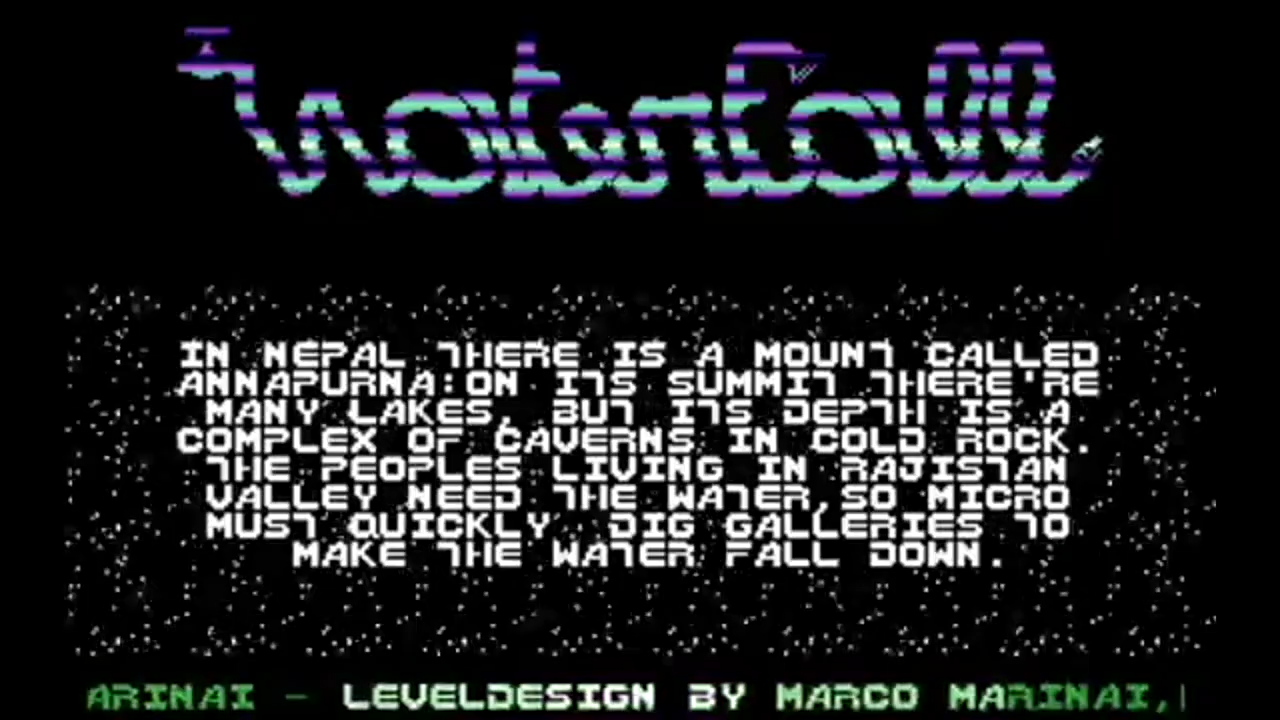 Waterfall
IN NEPAL THERE IS A MOUNT CALLED
ANNAPURNA:ON ITS SUMMIT THERE'RE
MANY LAKES, BUT ITS DEPTH IS A
COMPLEX OF CAVERNS IN COLD ROCK.
THE PEOPLES LIVING IN RAJISTAN
VALLEY NEED THE WATER,SO MICRO
MUST QUICKLY DIG GALLERIES TO
MAKE THE WATER FALL DOWN.
ARINAI - LEVELDESIGN BY MARCO MARINAI,